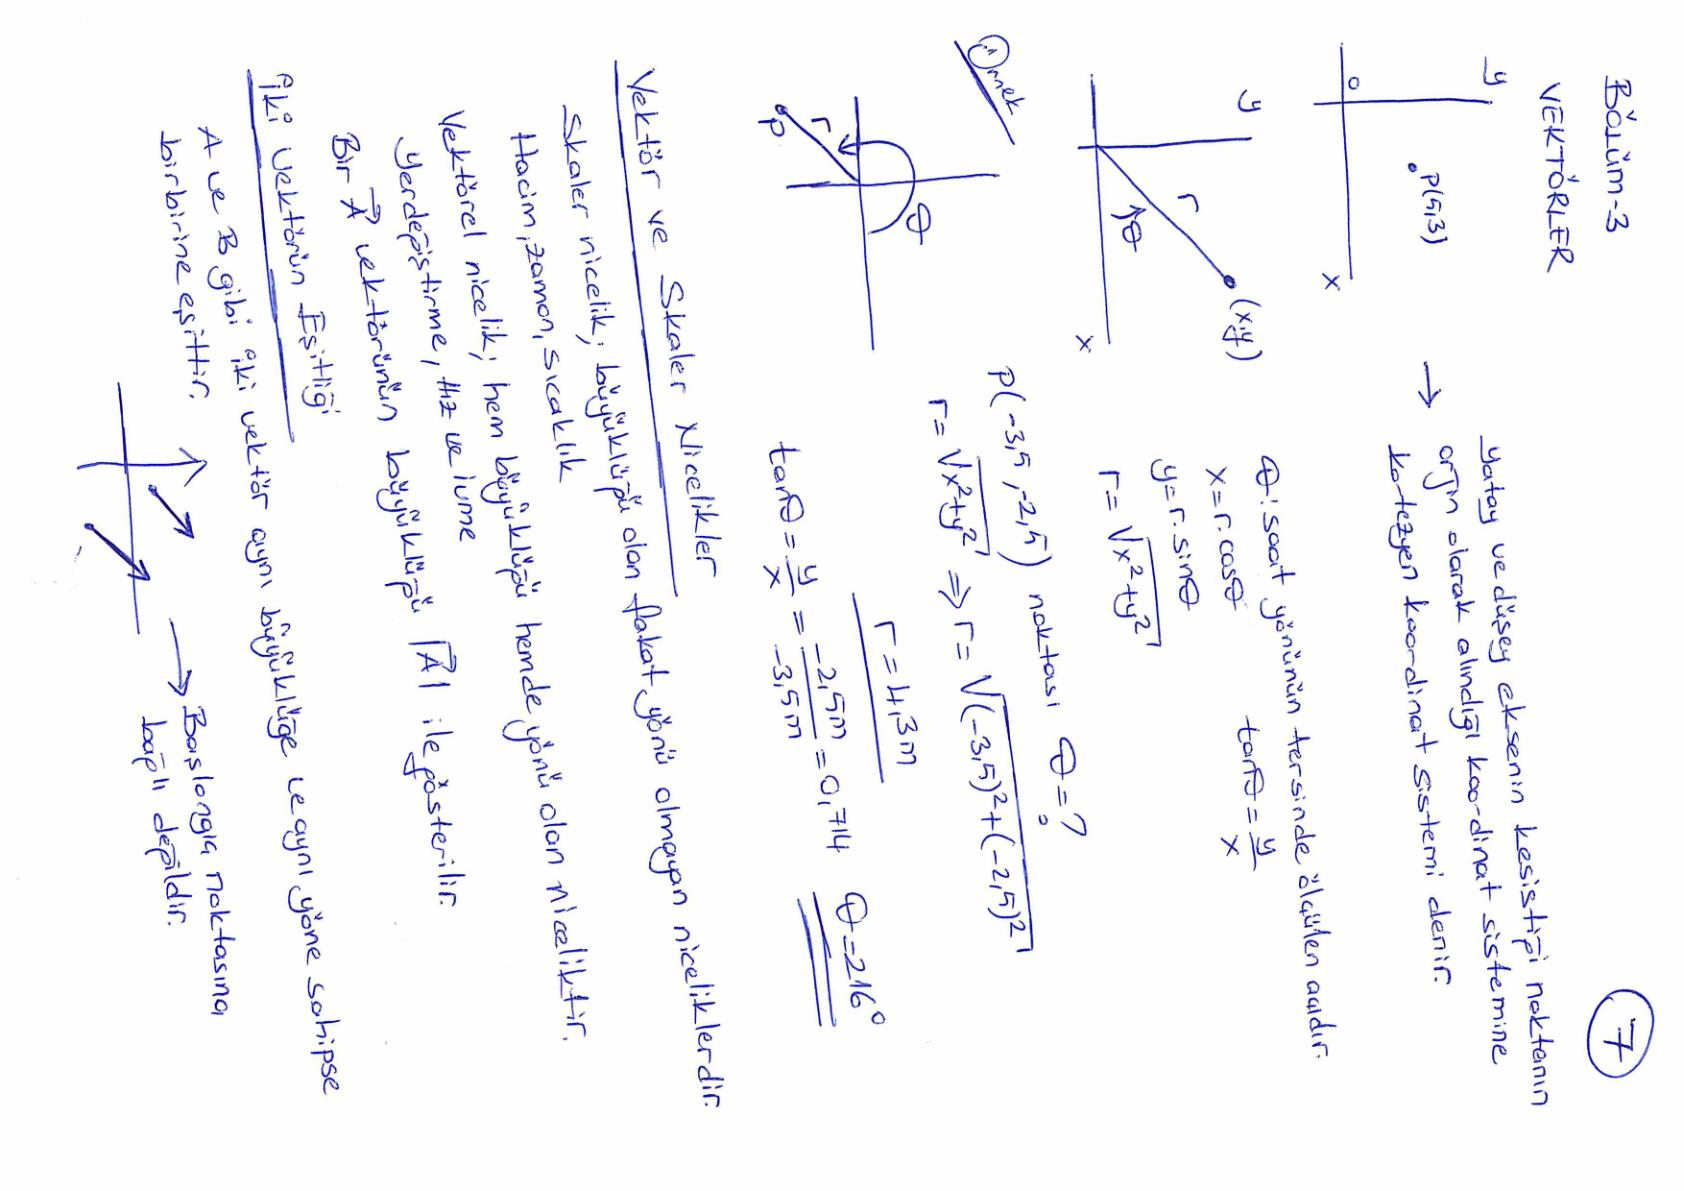 7
Bölüm-3
VEKTÖRLER
y
0
P(5,3)
x
→ yatay ve düşey eksenin kesiştiği noktanın
orjin olarak alındığı koordinat sistemine
kartezyen koordinat sistemi denir.
y
r
θ
(x,y)
x
θ: saat yönünün tersinde ölçülen açıdır.
x=r cosθ
y=r.sinθ
r=√x²+y²
tanθ=y/x
Örnek
P
r
θ
P(-3,5,-2,5) noktası θ=?
r=√x²+y² ⇒ r=√(-3,5)²+(-2,5)²
r=4,3m
tanθ=y/x=-2,5m/-3,5m=0,714 θ=216°
Vektör ve Skaler Nicelikler
Skaler nicelik; büyüklüğü olan fakat yönü olmayan niceliklerdir.
Hacim, zaman, sıcaklık
Vektörel nicelik; hem büyüklüğü hemde yönü olan niceliktir.
Yerdeğiştirme, Hız ve ivme
Bir A⃗ vektörünün büyüklüğü |A⃗| ile gösterilir.
İki Vektörün Eşitliği
A ve B gibi iki vektör aynı büyüklüğe ve aynı yöne sahipse
birbirine eşittir.
→ Başlangıç noktasına
bağlı değildir.